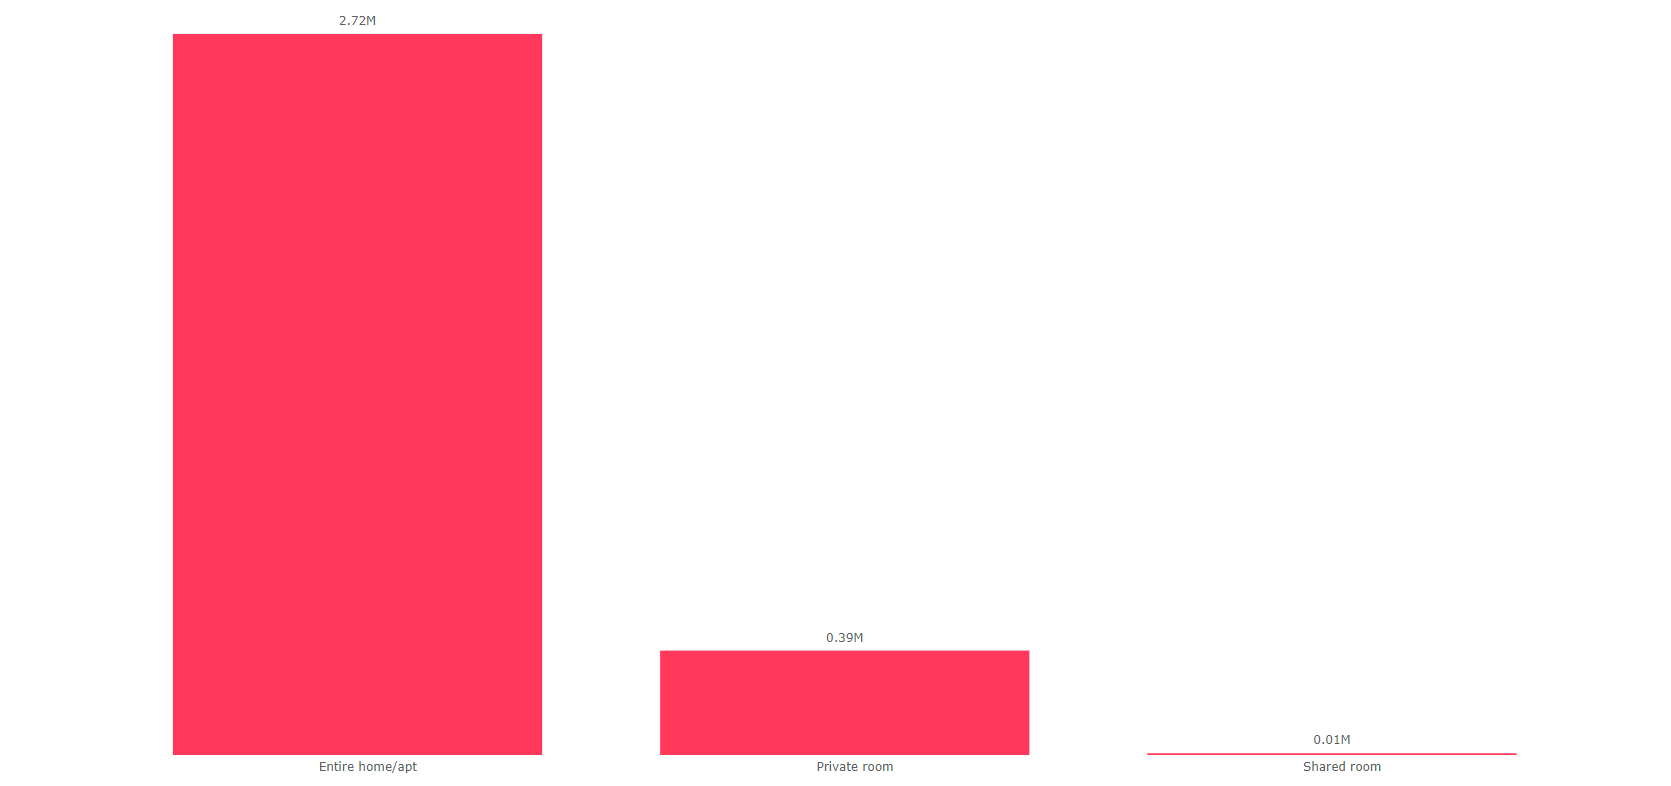 2.72M
0.39M
0.01M
Entire home/apt
Private room
Shared room